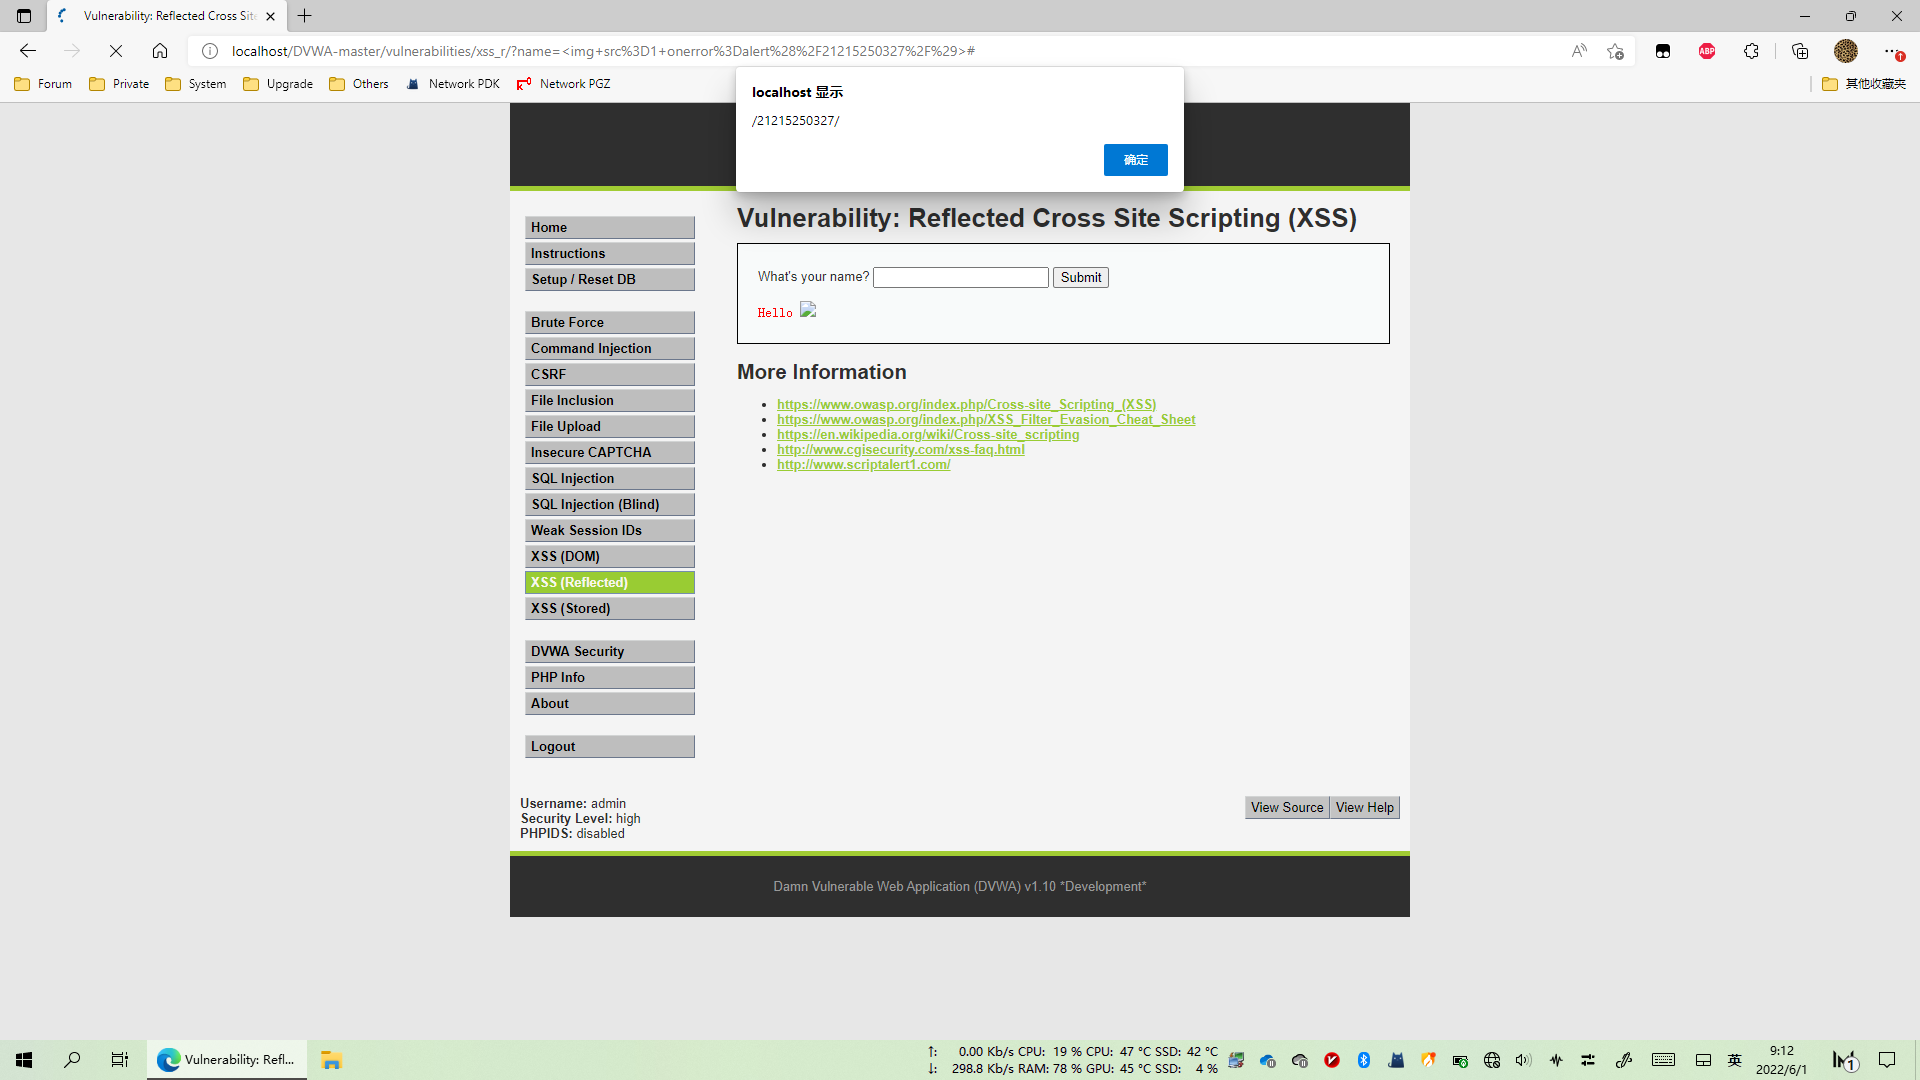 Vulnerability: Reflected Cross Site
localhost/DVWA-master/vulnerabilities/xss_r/?name=<img+src%3D1+onerror%3Dalert%28%2F21215250327%2F%29>#
ABP
Forum
Private
System
Upgrade
Others
Network PDK
Network PGZ
其他收藏夹
localhost 显示
/21215250327/
确定
Home
Instructions
Setup / Reset DB
Brute Force
Command Injection
CSRF
File Inclusion
File Upload
Insecure CAPTCHA
SQL Injection
SQL Injection (Blind)
Weak Session IDs
XSS (DOM)
XSS (Reflected)
XSS (Stored)
DVWA Security
PHP Info
About
Logout
Vulnerability: Reflected Cross Site Scripting (XSS)
What's your name?
Submit
Hello
More Information
https://www.owasp.org/index.php/Cross-site_Scripting_(XSS)
https://www.owasp.org/index.php/XSS_Filter_Evasion_Cheat_Sheet
https://en.wikipedia.org/wiki/Cross-site_scripting
http://www.cgisecurity.com/xss-faq.html
http://www.scriptalert1.com/
Username: admin
Security Level: high
PHPIDS: disabled
View Source
View Help
Damn Vulnerable Web Application (DVWA) v1.10 *Development*
Vulnerability: Refl...
↑: 0.00 Kb/s CPU: 19 % CPU: 47 °C SSD: 42 °C
↓: 298.8 Kb/s RAM: 78 % GPU: 45 °C SSD: 4 %
英
9:12
2022/6/1
1